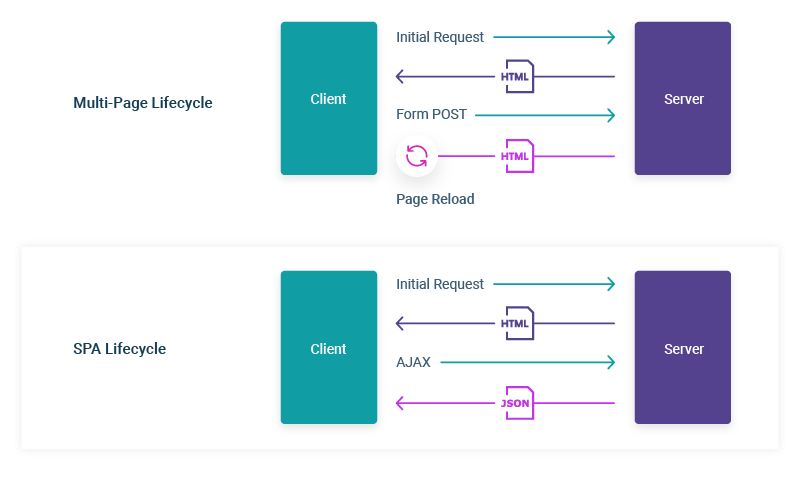 Initial Request
HTML
Multi-Page Lifecycle
Client
Server
Form POST
HTML
Page Reload
Initial Request
HTML
SPA Lifecycle
Client
Server
AJAX
JSON